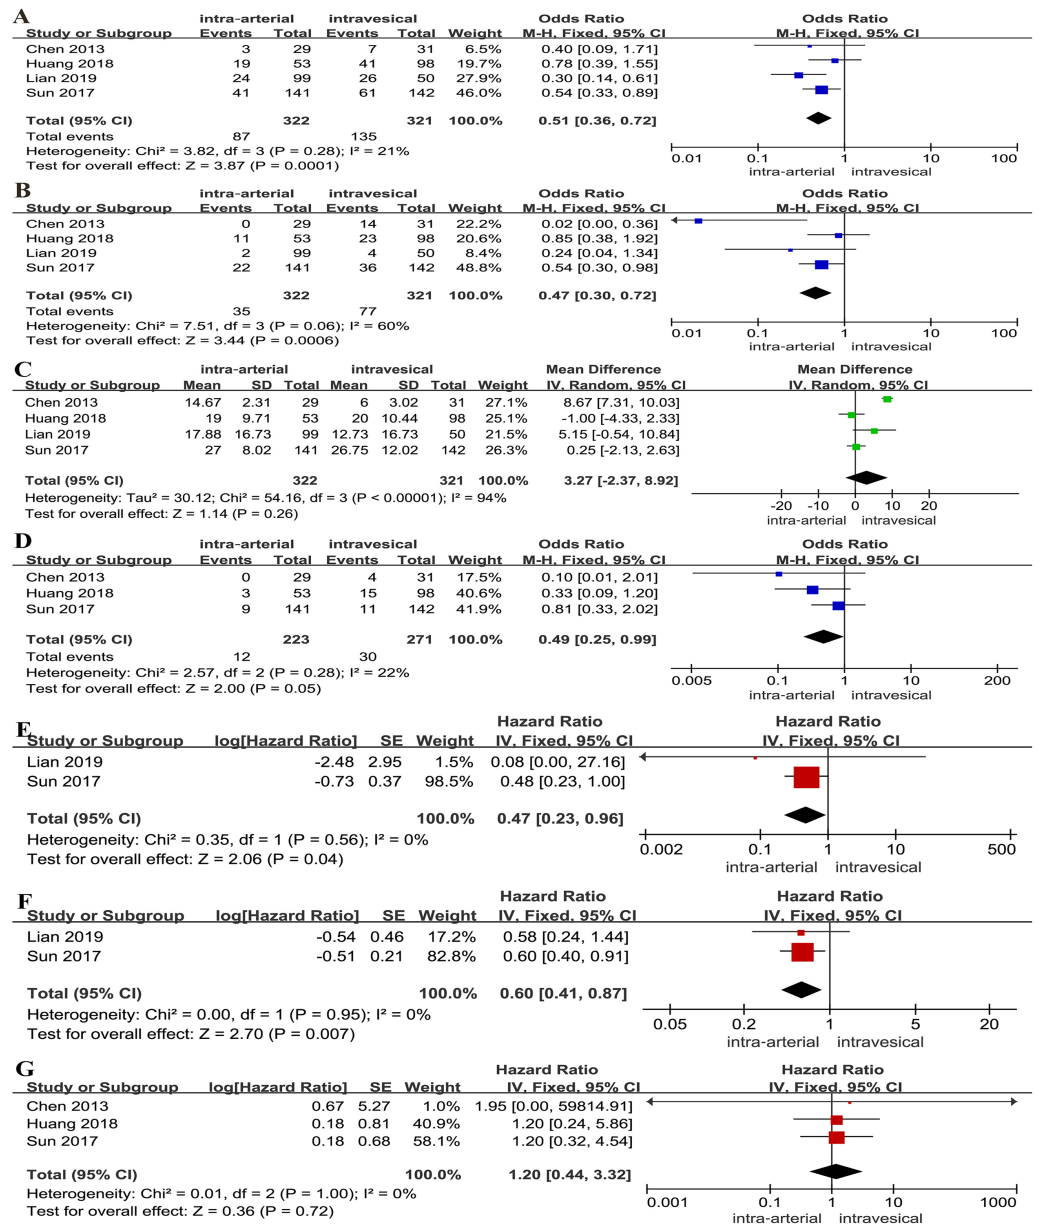 A
intra-arterial intravesical Odds Ratio Odds Ratio
Study or Subgroup Events Total Events Total Weight M-H, Fixed, 95% CI M-H, Fixed, 95% CI
Chen 2013 3 29 7 31 6.5% 0.40 [0.09, 1.71]
Huang 2018 19 53 41 98 19.7% 0.78 [0.39, 1.55]
Lian 2019 24 99 26 50 27.9% 0.30 [0.14, 0.61]
Sun 2017 41 141 61 142 46.0% 0.54 [0.33, 0.89]
Total (95% CI) 322 321 100.0% 0.51 [0.36, 0.72]
Total events 87 135
Heterogeneity: Chi² = 3.82, df = 3 (P = 0.28); I² = 21%
Test for overall effect: Z = 3.87 (P = 0.0001)
0.01 0.1 1 10 100
intra-arterial intravesical
B
intra-arterial intravesical Odds Ratio Odds Ratio
Study or Subgroup Events Total Events Total Weight M-H, Fixed, 95% CI M-H, Fixed, 95% CI
Chen 2013 0 29 14 31 22.2% 0.02 [0.00, 0.36]
Huang 2018 11 53 23 98 20.6% 0.85 [0.38, 1.92]
Lian 2019 2 99 4 50 8.4% 0.24 [0.04, 1.34]
Sun 2017 22 141 36 142 48.8% 0.54 [0.30, 0.98]
Total (95% CI) 322 321 100.0% 0.47 [0.30, 0.72]
Total events 35 77
Heterogeneity: Chi² = 7.51, df = 3 (P = 0.06); I² = 60%
Test for overall effect: Z = 3.44 (P = 0.0006)
0.01 0.1 1 10 100
intra-arterial intravesical
C
intra-arterial intravesical Mean Difference Mean Difference
Study or Subgroup Mean SD Total Mean SD Total Weight IV, Random, 95% CI IV, Random, 95% CI
Chen 2013 14.67 2.31 29 6 3.02 31 27.1% 8.67 [7.31, 10.03]
Huang 2018 19 9.71 53 20 10.44 98 25.1% -1.00 [-4.33, 2.33]
Lian 2019 17.88 16.73 99 12.73 16.73 50 21.5% 5.15 [-0.54, 10.84]
Sun 2017 27 8.02 141 26.75 12.02 142 26.3% 0.25 [-2.13, 2.63]
Total (95% CI) 322 321 100.0% 3.27 [-2.37, 8.92]
Heterogeneity: Tau² = 30.12; Chi² = 54.16, df = 3 (P < 0.00001); I² = 94%
Test for overall effect: Z = 1.14 (P = 0.26)
-20 -10 0 10 20
intra-arterial intravesical
D
intra-arterial intravesical Odds Ratio Odds Ratio
Study or Subgroup Events Total Events Total Weight M-H, Fixed, 95% CI M-H, Fixed, 95% CI
Chen 2013 0 29 4 31 17.5% 0.10 [0.01, 2.01]
Huang 2018 3 53 15 98 40.6% 0.33 [0.09, 1.20]
Sun 2017 9 141 11 142 41.9% 0.81 [0.33, 2.02]
Total (95% CI) 223 271 100.0% 0.49 [0.25, 0.99]
Total events 12 30
Heterogeneity: Chi² = 2.57, df = 2 (P = 0.28); I² = 22%
Test for overall effect: Z = 2.00 (P = 0.05)
0.005 0.1 1 10 200
intra-arterial intravesical
E
Hazard Ratio Hazard Ratio
Study or Subgroup log[Hazard Ratio] SE Weight IV, Fixed, 95% CI IV, Fixed, 95% CI
Lian 2019 -2.48 2.95 1.5% 0.08 [0.00, 27.16]
Sun 2017 -0.73 0.37 98.5% 0.48 [0.23, 1.00]
Total (95% CI) 100.0% 0.47 [0.23, 0.96]
Heterogeneity: Chi² = 0.35, df = 1 (P = 0.56); I² = 0%
Test for overall effect: Z = 2.06 (P = 0.04)
0.002 0.1 1 10 500
intra-arterial intravesical
F
Hazard Ratio Hazard Ratio
Study or Subgroup log[Hazard Ratio] SE Weight IV, Fixed, 95% CI IV, Fixed, 95% CI
Lian 2019 -0.54 0.46 17.2% 0.58 [0.24, 1.44]
Sun 2017 -0.51 0.21 82.8% 0.60 [0.40, 0.91]
Total (95% CI) 100.0% 0.60 [0.41, 0.87]
Heterogeneity: Chi² = 0.00, df = 1 (P = 0.95); I² = 0%
Test for overall effect: Z = 2.70 (P = 0.007)
0.05 0.2 1 5 20
intra-arterial intravesical
G
Hazard Ratio Hazard Ratio
Study or Subgroup log[Hazard Ratio] SE Weight IV, Fixed, 95% CI IV, Fixed, 95% CI
Chen 2013 0.67 5.27 1.0% 1.95 [0.00, 59814.91]
Huang 2018 0.18 0.81 40.9% 1.20 [0.24, 5.86]
Sun 2017 0.18 0.68 58.1% 1.20 [0.32, 4.54]
Total (95% CI) 100.0% 1.20 [0.44, 3.32]
Heterogeneity: Chi² = 0.01, df = 2 (P = 1.00); I² = 0%
Test for overall effect: Z = 0.36 (P = 0.72)
0.001 0.1 1 10 1000
intra-arterial intravesical